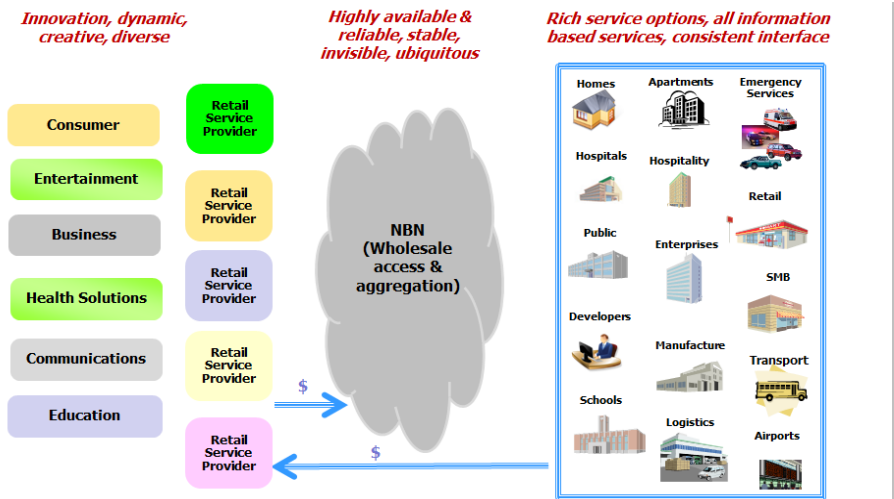 Innovation, dynamic,
creative, diverse
Highly available &
reliable, stable,
invisible, ubiquitous
Rich service options, all information
based services, consistent interface
Consumer
Entertainment
Business
Health Solutions
Communications
Education
Retail
Service
Provider
Retail
Service
Provider
Retail
Service
Provider
Retail
Service
Provider
Retail
Service
Provider
$
$
NBN
(Wholesale
access &
aggregation)
Homes
Apartments
Emergency
Services
Hospitals
Hospitality
Retail
Public
Enterprises
SMB
Developers
Manufacture
Transport
Schools
Logistics
Airports